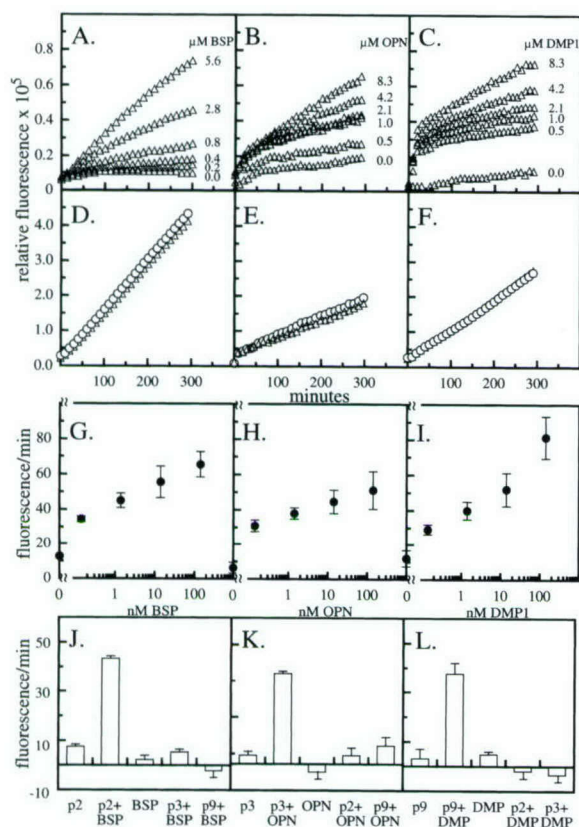 A.
μM BSP
5.6
2.8
0.8
0.4
0.2
0.0
B.
μM OPN
8.3
4.2
2.1
1.0
0.5
0.0
C.
μM DMP1
8.3
4.2
2.1
1.0
0.5
0.0
0.8
0.6
0.4
0.2
0
relative fluorescence x 10⁵
D.
E.
F.
4.0
3.0
2.0
1.0
0.0
100 200 300
100 200 300
100 200 300
minutes
G.
H.
I.
fluorescence/min
80
60
40
20
0
0 1 10 100
0 1 10 100
0 1 10 100
nM BSP
nM OPN
nM DMP1
J.
K.
L.
fluorescence/min
50
10
-10
p2 p2+ BSP BSP p3+ BSP p9+ BSP
p3 p3+ OPN OPN p2+ OPN p9+ OPN
p9 p9+ DMP DMP p2+ DMP p3+ DMP